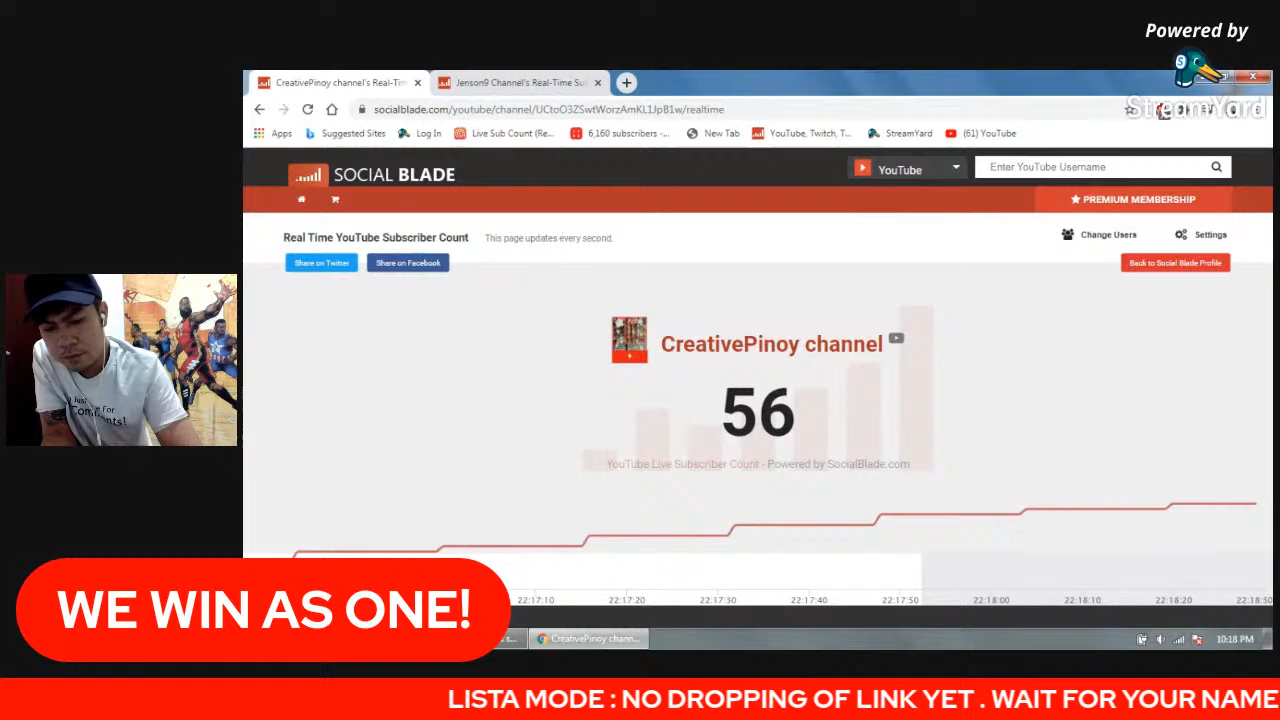 Powered by
StreamYard
CreativePinoy channel's Real-Tim
Jenson9 Channel's Real-Time Sul
socialblade.com/youtube/channel/UCtoO3ZSwtWorzAmKL1JpB1w/realtime
Apps Suggested Sites Log In Live Sub Count (Re... 6,160 subscribers -... New Tab YouTube, Twitch, T... StreamYard (61) YouTube
SOCIAL BLADE YouTube Enter YouTube Username
PREMIUM MEMBERSHIP
Real Time YouTube Subscriber Count This page updates every second. Change Users Settings
Share on Twitter Share on Facebook Back to Social Blade Profile
CreativePinoy channel
56
YouTube Live Subscriber Count - Powered by SocialBlade.com
22:17:10 22:17:20 22:17:30 22:17:40 22:17:50 22:18:00 22:18:10 22:18:20 22:18:30
WE WIN AS ONE!
CreativePinoy chann... 10:18 PM
LISTA MODE : NO DROPPING OF LINK YET . WAIT FOR YOUR NAME